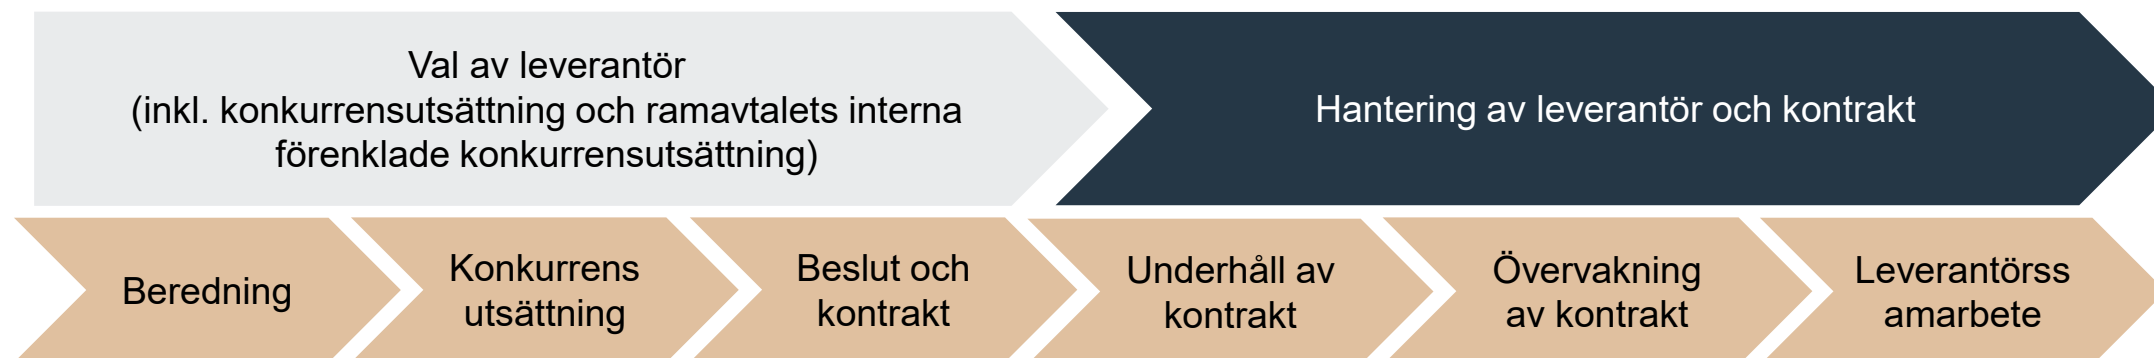 Val av leverantör
(inkl. konkurrensutsättning och ramavtalets interna
förenklade konkurrensutsättning)
Hantering av leverantör och kontrakt
Beredning
Konkurrens
utsättning
Beslut och
kontrakt
Underhåll av
kontrakt
Övervakning
av kontrakt
Leverantörss
amarbete